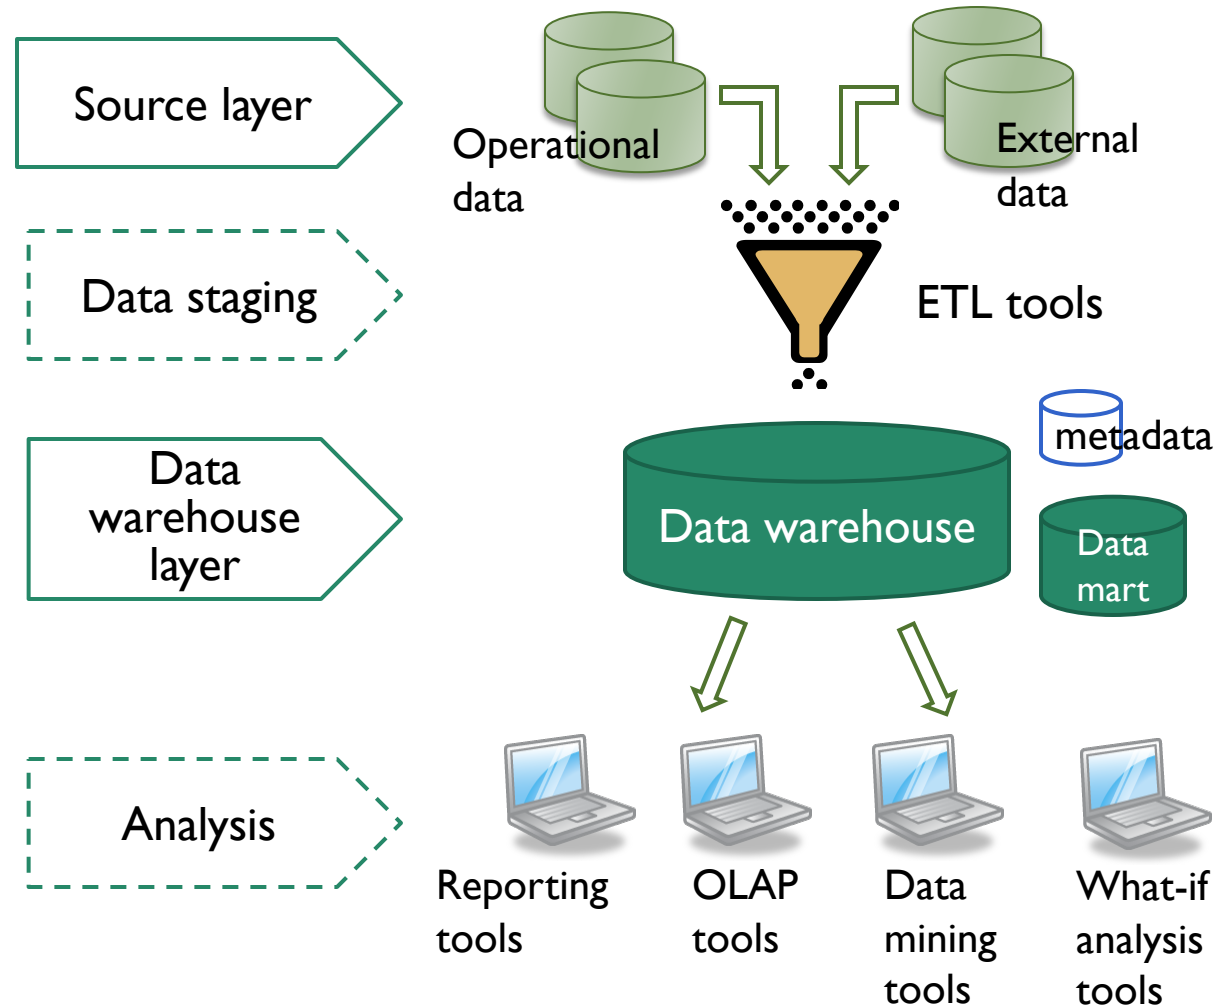 Source layer
Operational
data
External
data
Data staging
ETL tools
Data
warehouse
layer
Data warehouse
metadata
Data
mart
Analysis
Reporting
tools
OLAP
tools
Data
mining
tools
What-if
analysis
tools